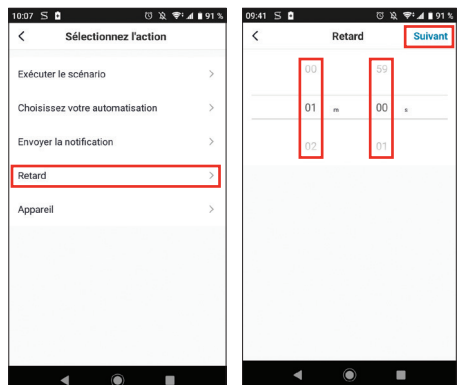 10:07 S 91 %
Sélectionnez l'action
Exécuter le scénario
Choisissez votre automatisation
Envoyer la notification
Retard
Appareil
09:41 S 91 %
Retard Suivant
00 59
01 m 00 s
02 01